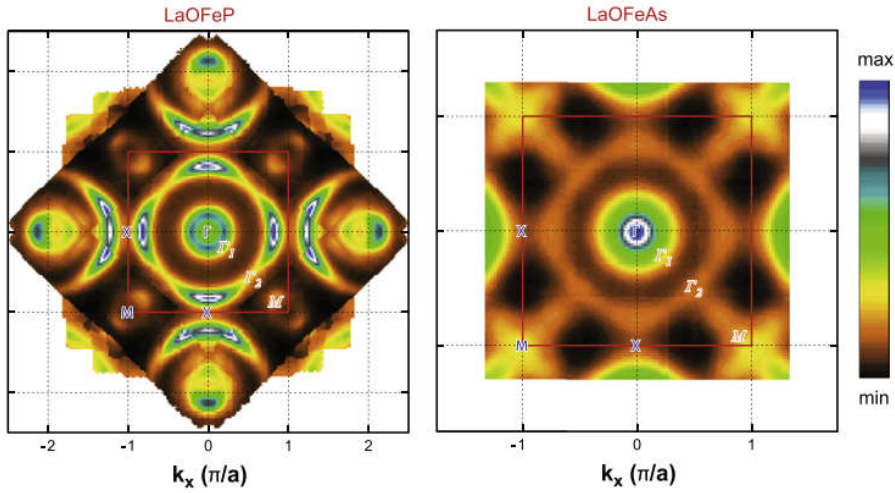 LaOFeP
LaOFeAs
max
min
Γ
Γ1
Γ2
X
M
M
X
-2
-1
0
1
2
kx (π/a)
Γ
Γ1
Γ2
X
M
M
X
-1
0
1
kx (π/a)